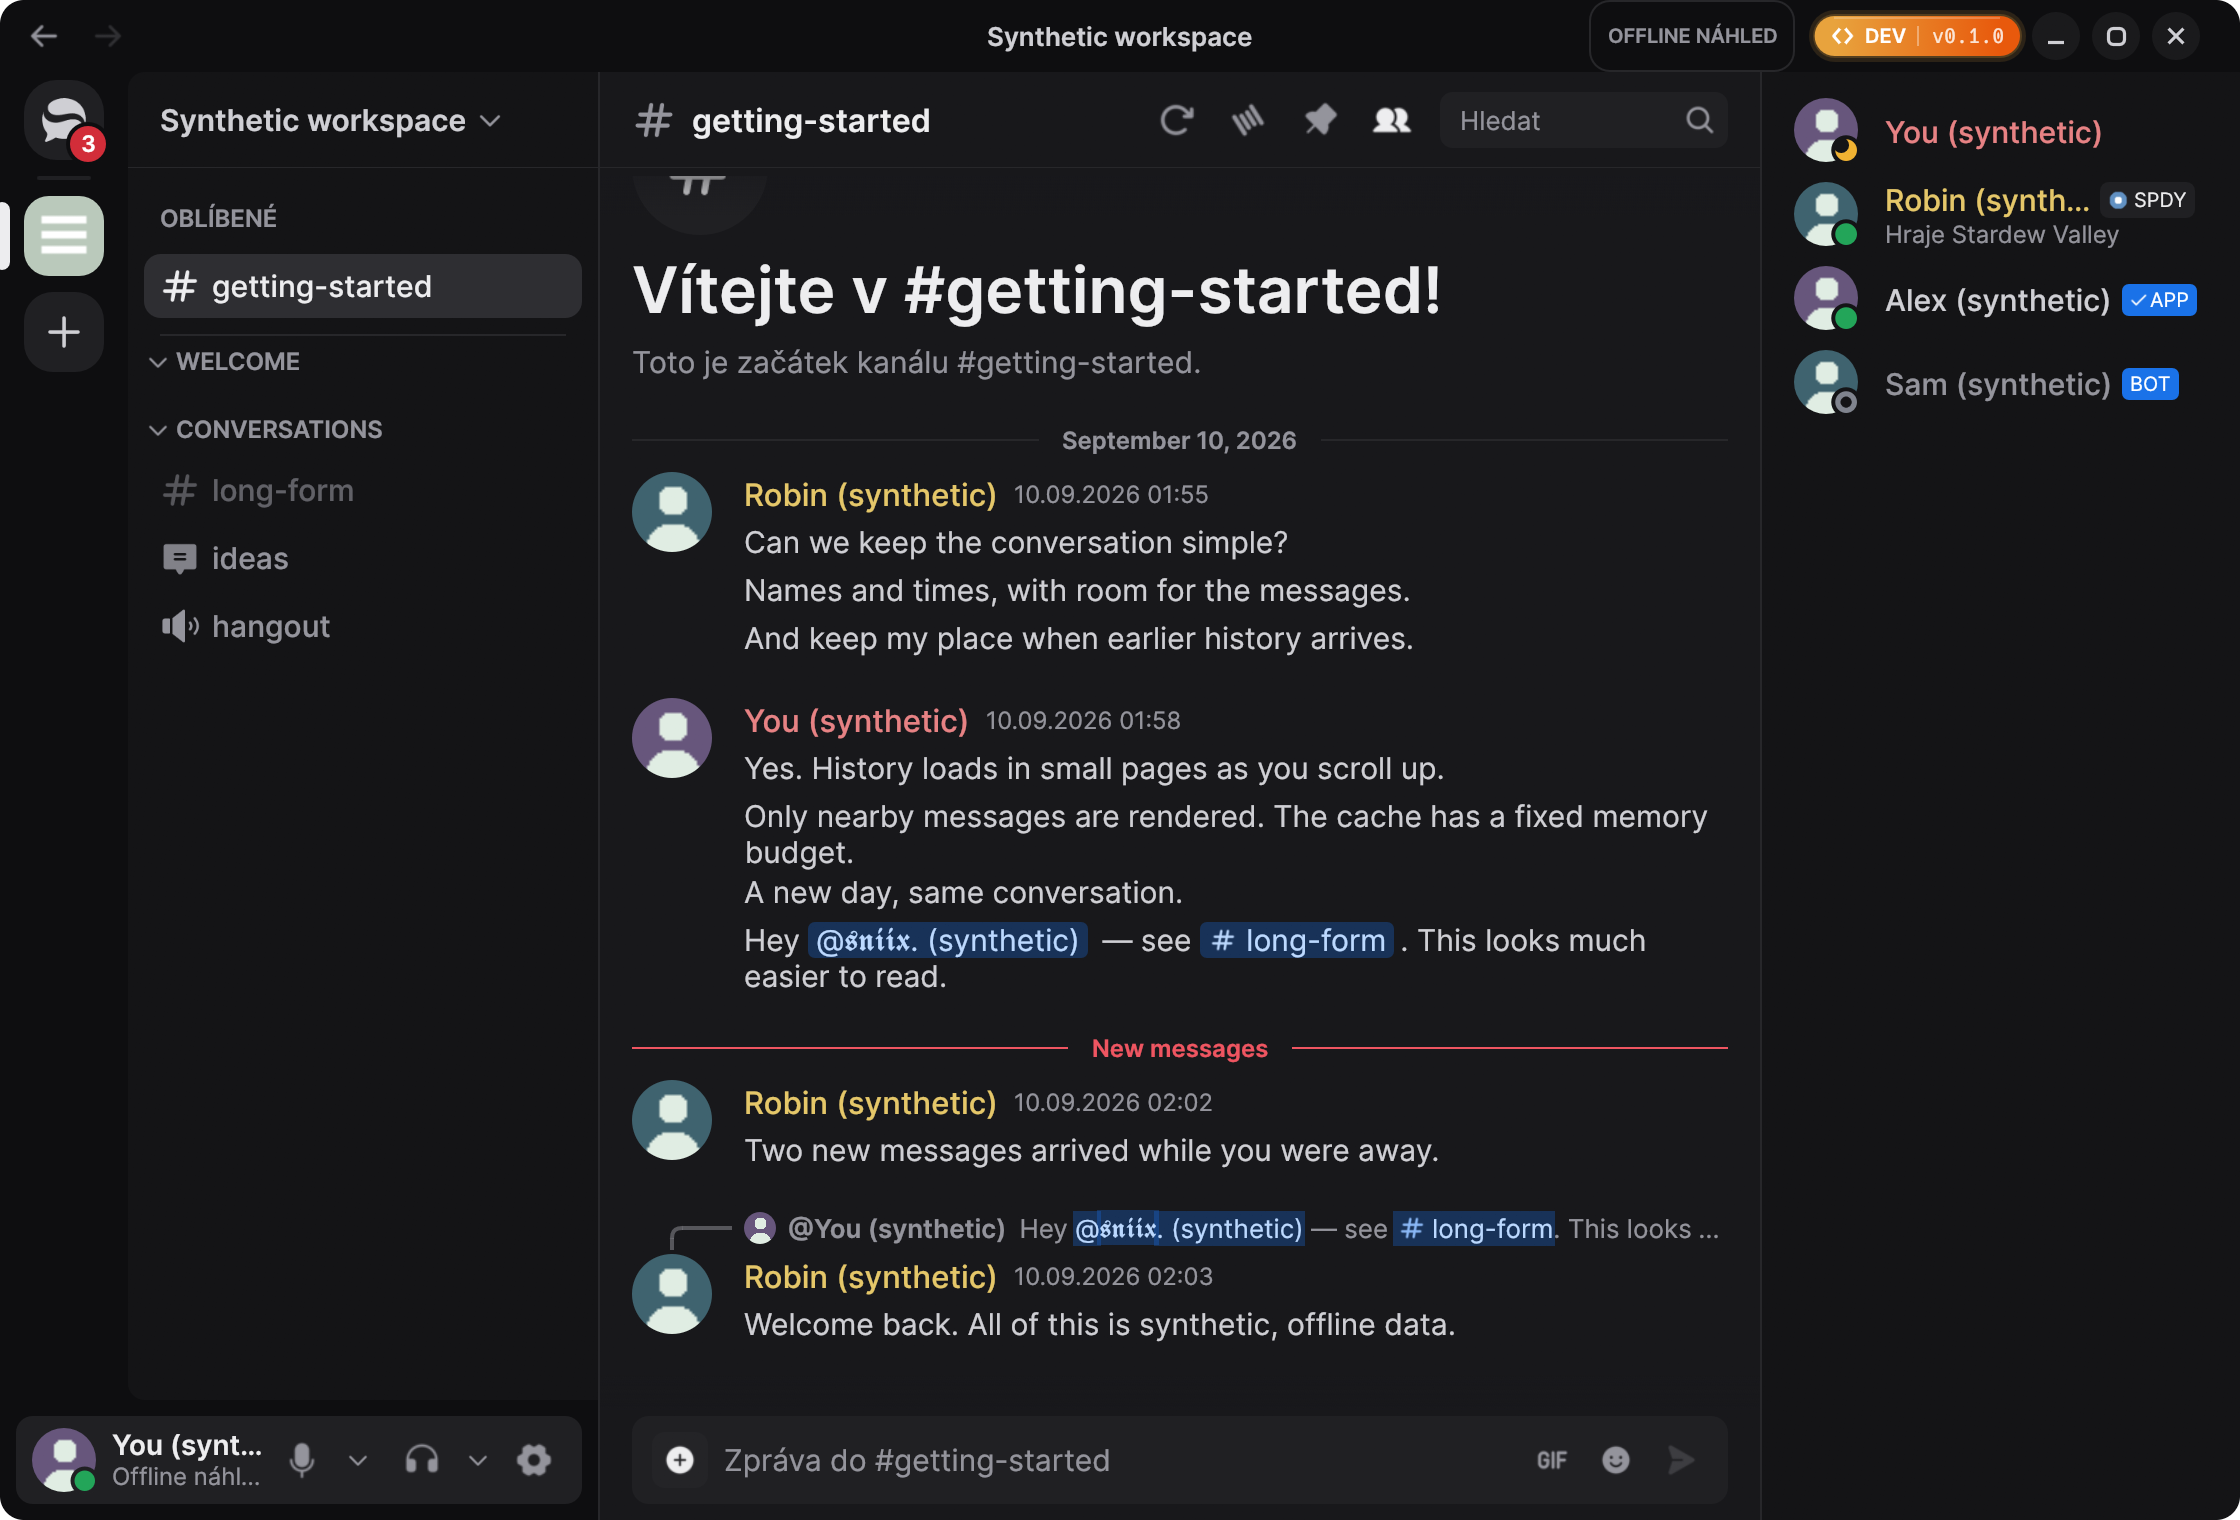 Synthetic workspace
OFFLINE NÁHLED
DEV | v0.1.0
3
Synthetic workspace
OBLÍBENÉ
# getting-started
WELCOME
CONVERSATIONS
# long-form
ideas
hangout
You (synt...
Offline náhl...
# getting-started
Hledat
#
Vítejte v #getting-started!
Toto je začátek kanálu #getting-started.
September 10, 2026
Robin (synthetic) 10.09.2026 01:55
Can we keep the conversation simple?
Names and times, with room for the messages.
And keep my place when earlier history arrives.
You (synthetic) 10.09.2026 01:58
Yes. History loads in small pages as you scroll up.
Only nearby messages are rendered. The cache has a fixed memory
budget.
A new day, same conversation.
Hey @𝖘𝖓𝖎́𝖎́𝖝. (synthetic) — see # long-form . This looks much
easier to read.
New messages
Robin (synthetic) 10.09.2026 02:02
Two new messages arrived while you were away.
@You (synthetic) Hey @𝖘𝖓𝖎́𝖎́𝖝. (synthetic) — see # long-form. This looks ...
Robin (synthetic) 10.09.2026 02:03
Welcome back. All of this is synthetic, offline data.
Zpráva do #getting-started
GIF
You (synthetic)
Robin (synth... SPDY
Hraje Stardew Valley
Alex (synthetic) ✓ APP
Sam (synthetic) BOT